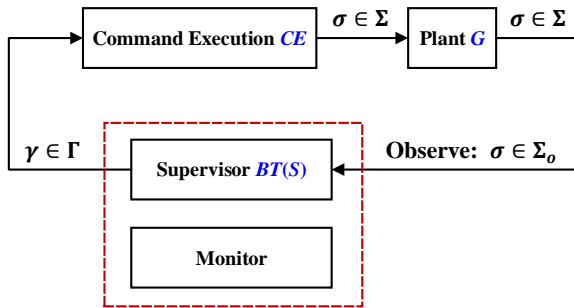 σ ∈ Σ
σ ∈ Σ
Command Execution CE
Plant G
γ ∈ Γ
Observe: σ ∈ Σₒ
Supervisor BT(S)
Monitor